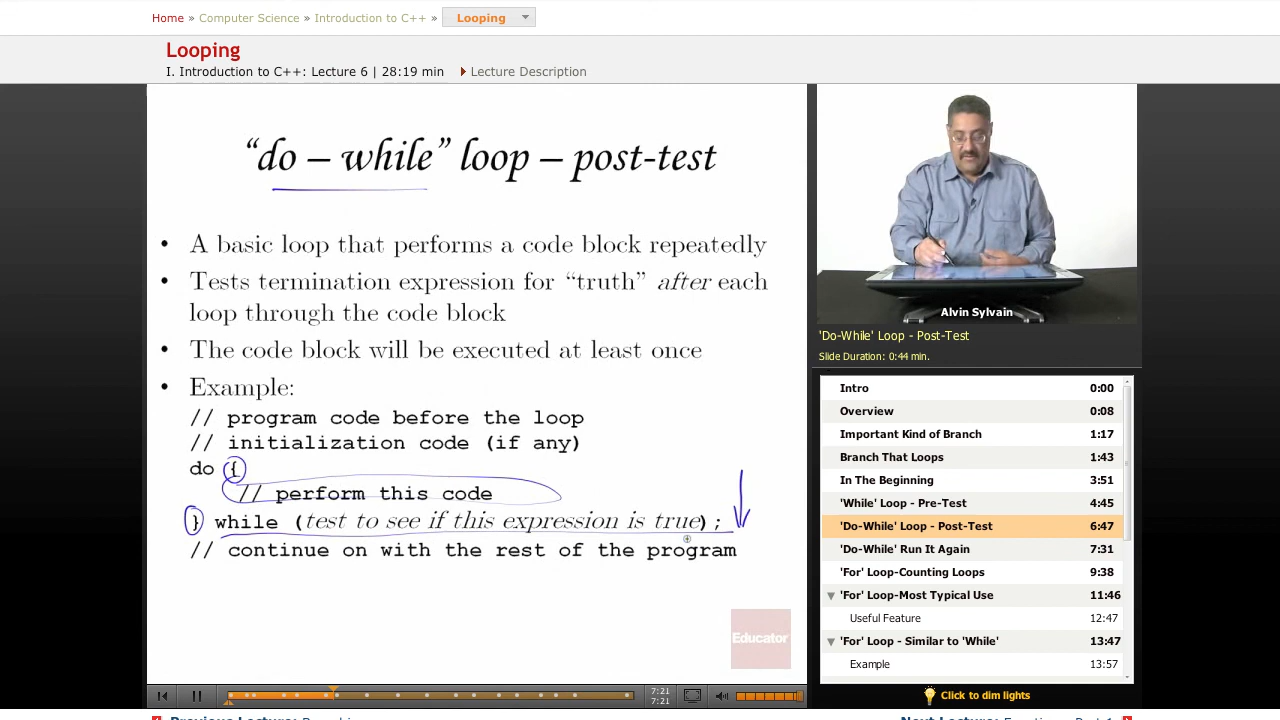 Home » Computer Science » Introduction to C++ » Looping
Looping
I. Introduction to C++: Lecture 6 | 28:19 min Lecture Description
“do – while” loop – post-test
• A basic loop that performs a code block repeatedly
• Tests termination expression for “truth” after each
loop through the code block
• The code block will be executed at least once
• Example:
// program code before the loop
// initialization code (if any)
do {
// perform this code
} while (test to see if this expression is true);
// continue on with the rest of the program
Educator
7:21
7:21
Alvin Sylvain
'Do-While' Loop - Post-Test
Slide Duration: 0:44 min.
Intro 0:00
Overview 0:08
Important Kind of Branch 1:17
Branch That Loops 1:43
In The Beginning 3:51
'While' Loop - Pre-Test 4:45
'Do-While' Loop - Post-Test 6:47
'Do-While' Run It Again 7:31
'For' Loop-Counting Loops 9:38
'For' Loop-Most Typical Use 11:46
Useful Feature 12:47
'For' Loop - Similar to 'While' 13:47
Example 13:57
Click to dim lights
Previous Lecture:
Next Lecture: